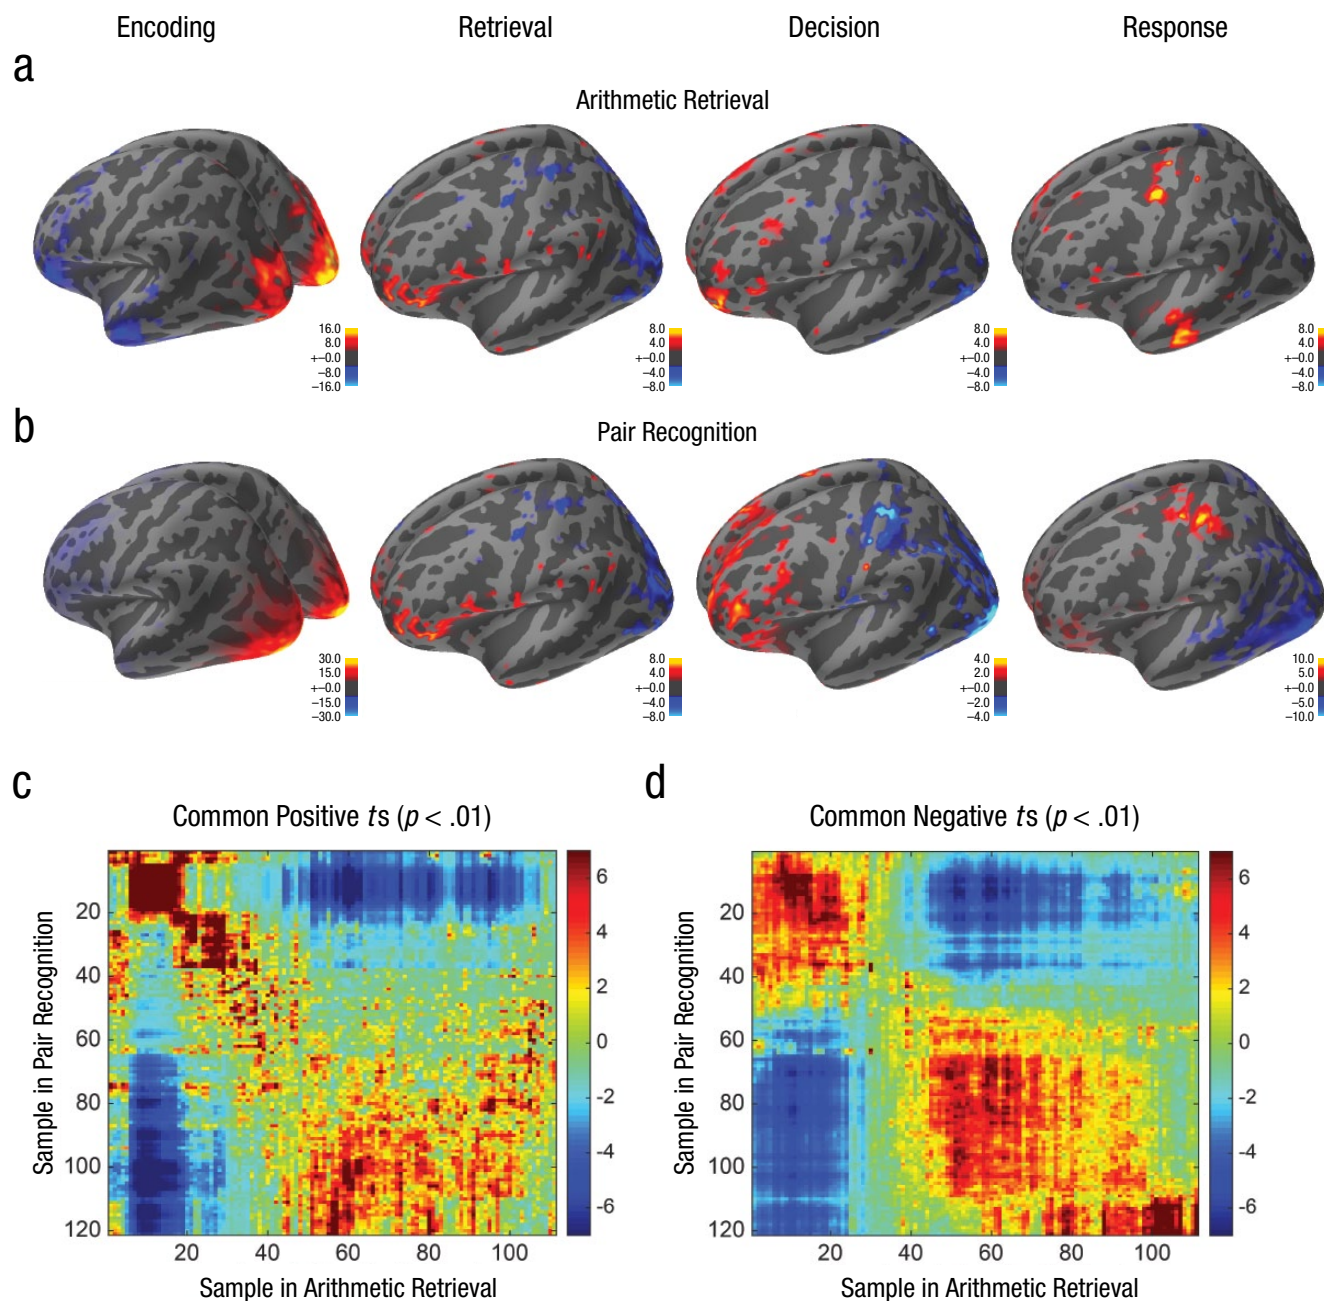 Encoding Retrieval Decision Response
a
Arithmetic Retrieval
16.0 8.0 8.0 8.0
8.0 4.0 4.0 4.0
+−0.0 +−0.0 +−0.0 +−0.0
−8.0 −4.0 −4.0 −4.0
−16.0 −8.0 −8.0 −8.0
b
Pair Recognition
30.0 8.0 4.0 10.0
15.0 4.0 2.0 5.0
+−0.0 +−0.0 +−0.0 +−0.0
−15.0 −4.0 −2.0 −5.0
−30.0 −8.0 −4.0 −10.0
c
Common Positive ts (p < .01)
Sample in Pair Recognition
20
40
60
80
100
120
20 40 60 80 100
Sample in Arithmetic Retrieval
6
4
2
0
-2
-4
-6
d
Common Negative ts (p < .01)
Sample in Pair Recognition
20
40
60
80
100
120
20 40 60 80 100
Sample in Arithmetic Retrieval
6
4
2
0
-2
-4
-6